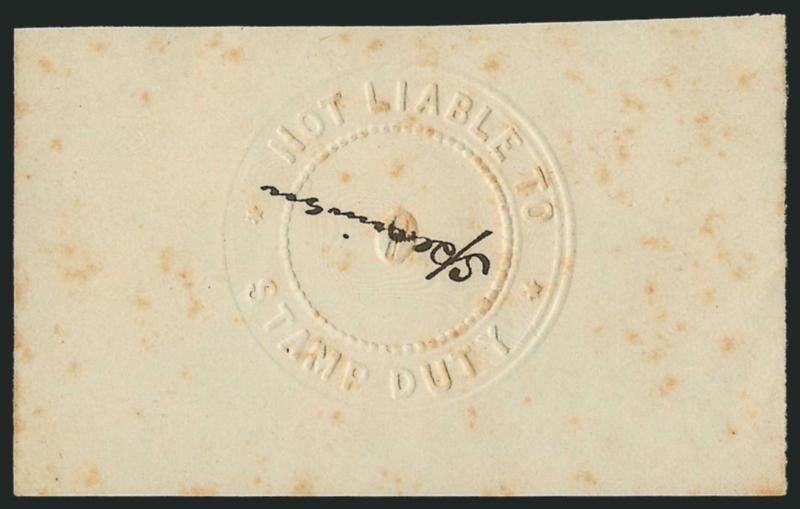 NOT LIABLE TO
STAMP DUTY
Specimen